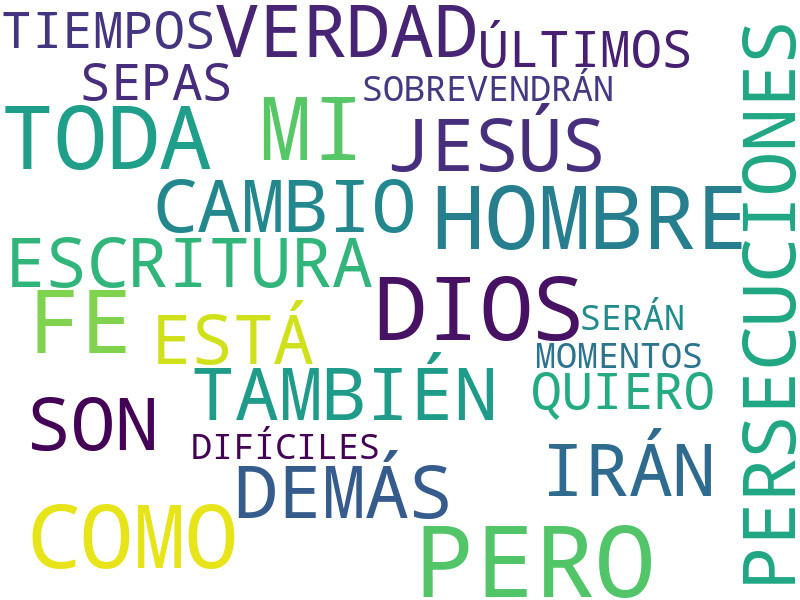 TIEMPOS VERDAD ÚLTIMOS
SEPAS SOBREVENDRÁN
TODA MI JESÚS
CAMBIO HOMBRE
ESCRITURA
FE ESTÁ DIOS SERÁN
MOMENTOS
SON TAMBIÉN QUIERO
DIFÍCILES
DEMÁS IRÁN
COMO PERO
PERSECUCIONES